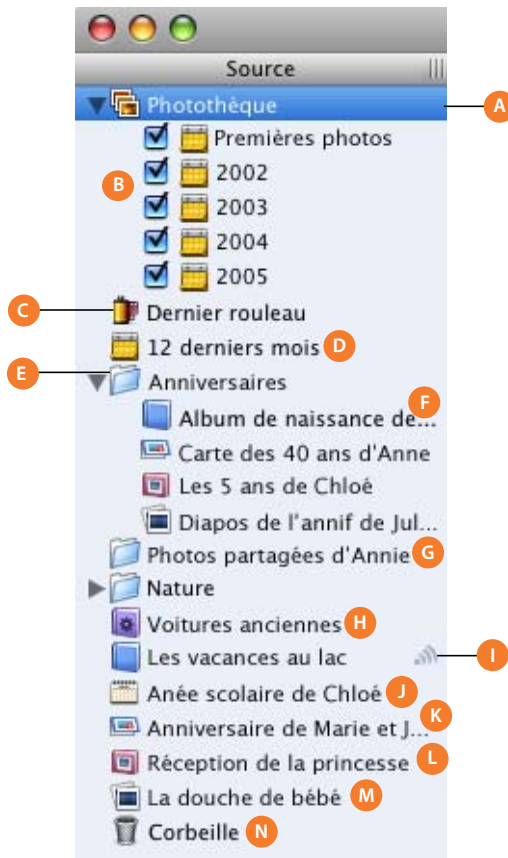 Source
Photothèque A
Premières photos
B
2002
2003
2004
2005
C Dernier rouleau
12 derniers mois D
E Anniversaires
F
Album de naissance de...
Carte des 40 ans d'Anne
Les 5 ans de Chloé
Diapos de l'annif de Jul...
Photos partagées d'Annie G
Nature
Voitures anciennes H
Les vacances au lac I
Anée scolaire de Chloé J
K
Anniversaire de Marie et J...
Réception de la princesse L
La douche de bébé M
Corbeille N